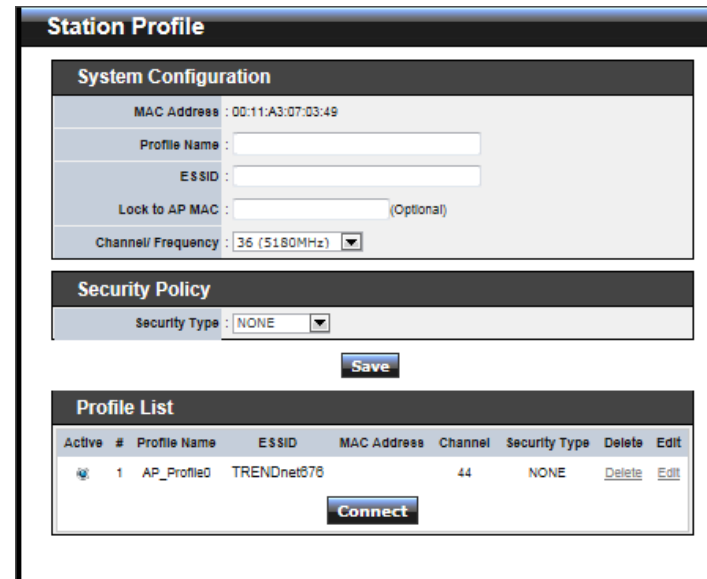 Station Profile
System Configuration
MAC Address : 00:11:A3:07:03:49
Profile Name :
ESSID :
Lock to AP MAC : (Optional)
Channel/ Frequency : 36 (5180MHz)
Security Policy
Security Type : NONE
Save
Profile List
Active # Profile Name ESSID MAC Address Channel Security Type Delete Edit
1 AP_Profile0 TRENDnet676 44 NONE Delete Edit
Connect